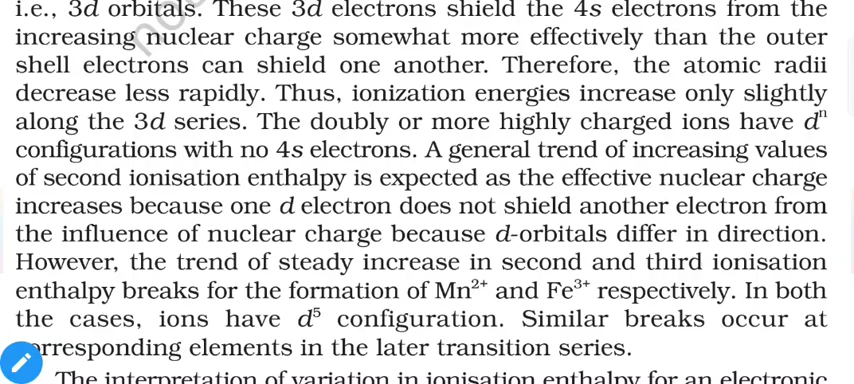 i.e., 3d orbitals. These 3d electrons shield the 4s electrons from the
increasing nuclear charge somewhat more effectively than the outer
shell electrons can shield one another. Therefore, the atomic radii
decrease less rapidly. Thus, ionization energies increase only slightly
along the 3d series. The doubly or more highly charged ions have dⁿ
configurations with no 4s electrons. A general trend of increasing values
of second ionisation enthalpy is expected as the effective nuclear charge
increases because one d electron does not shield another electron from
the influence of nuclear charge because d-orbitals differ in direction.
However, the trend of steady increase in second and third ionisation
enthalpy breaks for the formation of Mn²⁺ and Fe³⁺ respectively. In both
the cases, ions have d⁵ configuration. Similar breaks occur at
orresponding elements in the later transition series.
The interpretation of variation in ionisation enthalpy for an electronic